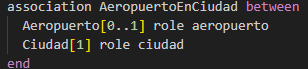 association AeropuertoEnCiudad between
Aeropuerto[0..1] role aeropuerto
Ciudad[1] role ciudad
end